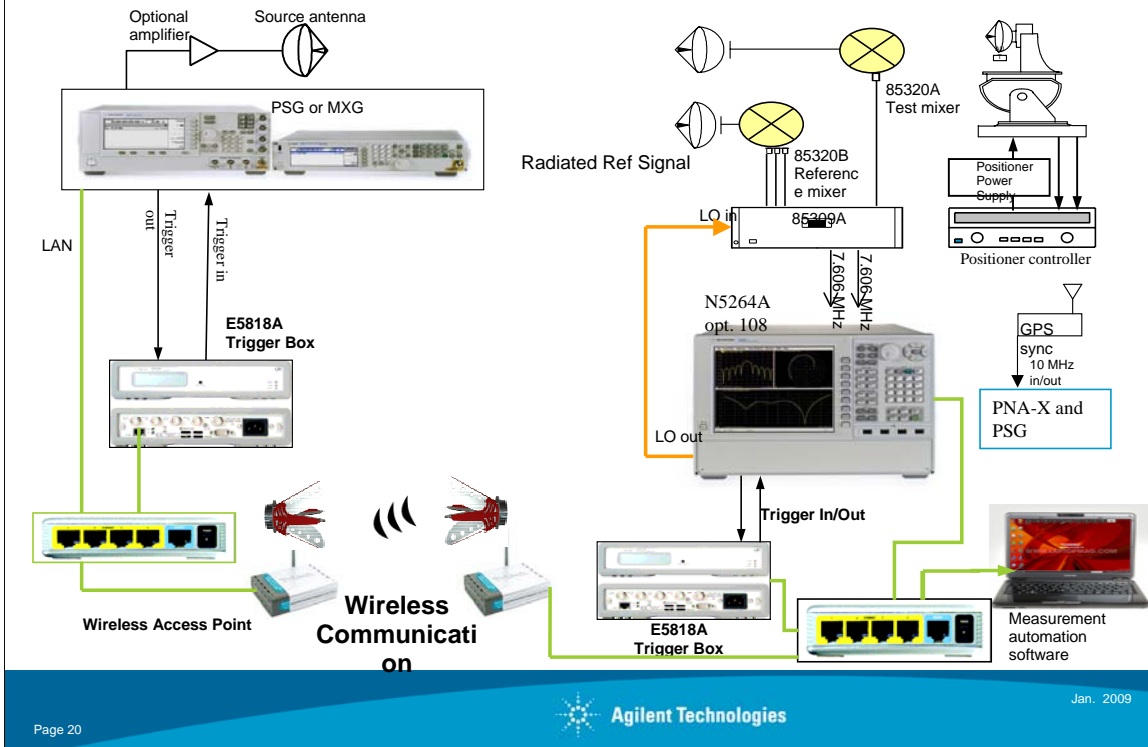 Optional
amplifier
Source antenna
PSG or MXG
LAN
Trigger
out
Trigger in
E5818A
Trigger Box
Wireless Access Point
Wireless
Communicati
on
Radiated Ref Signal
85320A
Test mixer
85320B
Referenc
e mixer
LO in
85309A
7.606 MHz
7.606 MHz
N5264A
opt. 108
LO out
Trigger In/Out
E5818A
Trigger Box
Positioner
Power
Supply
Positioner controller
GPS
sync
10 MHz
in/out
PNA-X and
PSG
Measurement
automation
software
Page 20
Agilent Technologies
Jan. 2009